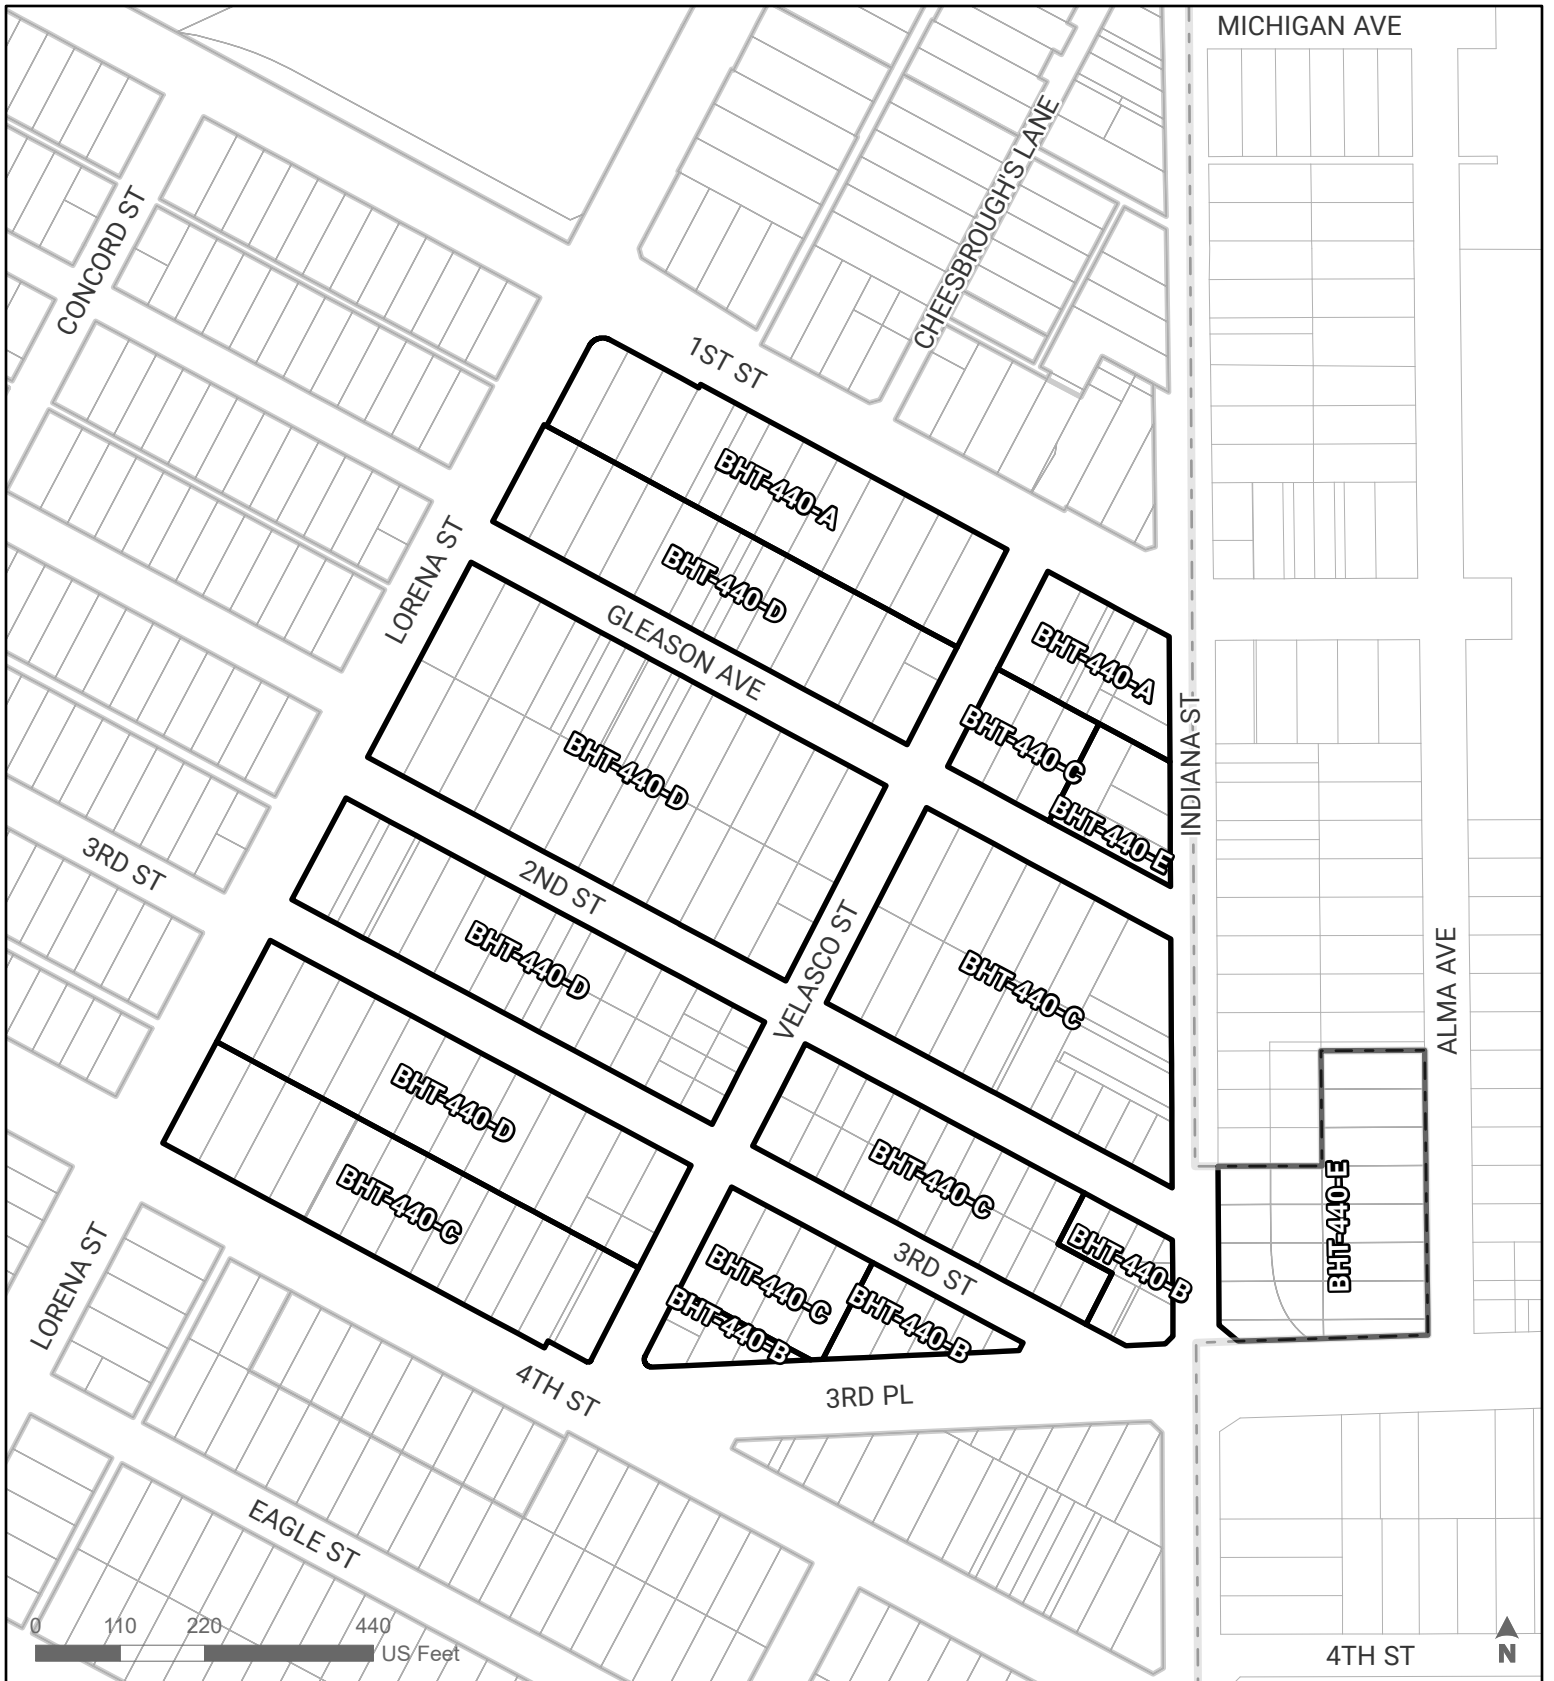 MICHIGAN AVE
CHEESBROUGH'S LANE
CONCORD ST
1ST ST
BHT-440-A
BHT-440-D
LORENA ST
GLEASON AVE
BHT-440-A
BHT-440-C
INDIANA ST
BHT-440-D
BHT-440-E
3RD ST
2ND ST
VELASCO ST
BHT-440-D
BHT-440-C
ALMA AVE
BHT-440-D
BHT-440-C
BHT-440-C
BHT-440-B
BHT-440-E
LORENA ST
3RD ST
BHT-440-C
BHT-440-B
BHT-440-B
4TH ST
3RD PL
EAGLE ST
0 110 220 440
US Feet
4TH ST
N